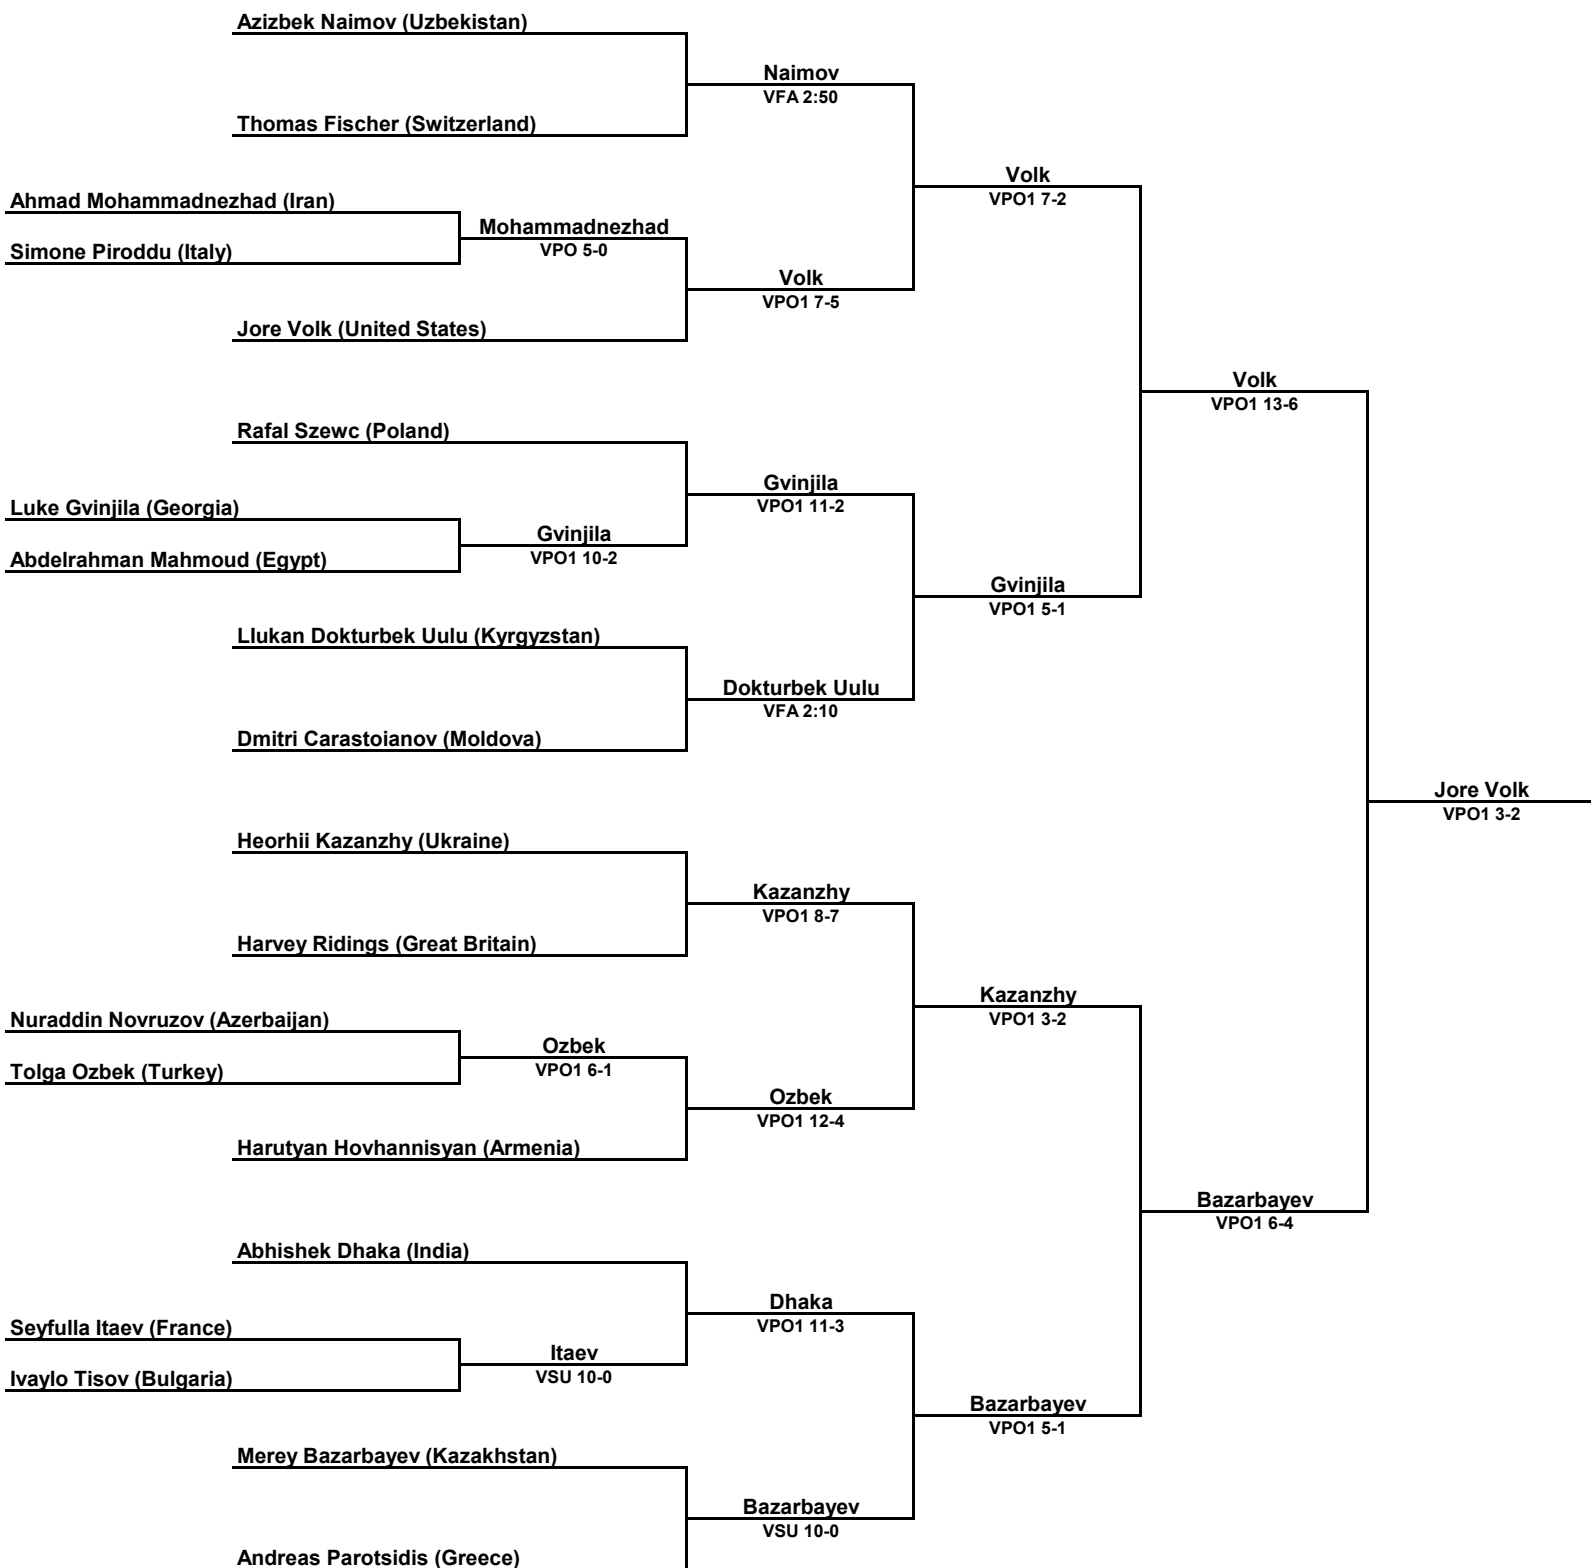 Azizbek Naimov (Uzbekistan)
Naimov
VFA 2:50
Thomas Fischer (Switzerland)
Volk
VPO1 7-2
Ahmad Mohammadnezhad (Iran)
Mohammadnezhad
VPO 5-0
Simone Piroddu (Italy)
Volk
VPO1 7-5
Jore Volk (United States)
Volk
VPO1 13-6
Rafal Szewc (Poland)
Gvinjila
VPO1 11-2
Luke Gvinjila (Georgia)
Gvinjila
VPO1 10-2
Abdelrahman Mahmoud (Egypt)
Gvinjila
VPO1 5-1
Llukan Dokturbek Uulu (Kyrgyzstan)
Dokturbek Uulu
VFA 2:10
Dmitri Carastoianov (Moldova)
Jore Volk
VPO1 3-2
Heorhii Kazanzhy (Ukraine)
Kazanzhy
VPO1 8-7
Harvey Ridings (Great Britain)
Kazanzhy
VPO1 3-2
Nuraddin Novruzov (Azerbaijan)
Ozbek
VPO1 6-1
Tolga Ozbek (Turkey)
Ozbek
VPO1 12-4
Harutyan Hovhannisyan (Armenia)
Bazarbayev
VPO1 6-4
Abhishek Dhaka (India)
Dhaka
VPO1 11-3
Seyfulla Itaev (France)
Itaev
VSU 10-0
Ivaylo Tisov (Bulgaria)
Bazarbayev
VPO1 5-1
Merey Bazarbayev (Kazakhstan)
Bazarbayev
VSU 10-0
Andreas Parotsidis (Greece)